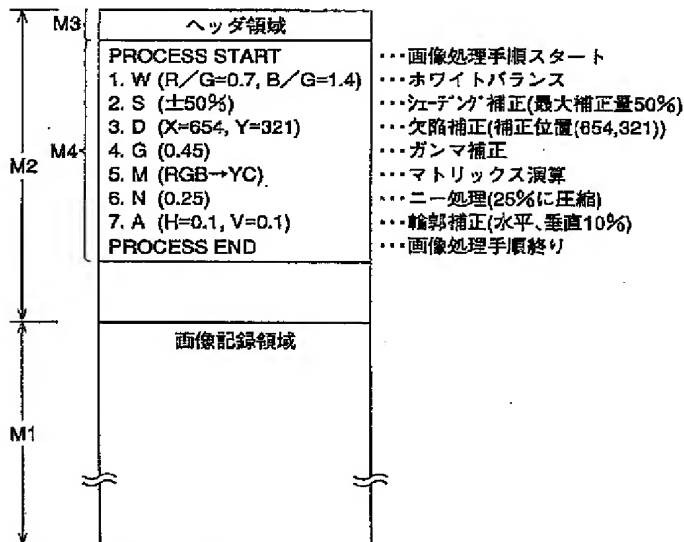 M3
ヘッダ領域
PROCESS START …画像処理手順スタート
1. W (R／G=0.7, B／G=1.4) …ホワイトバランス
2. S (±50%) …シェーデング補正(最大補正量50%)
3. D (X=654, Y=321) …欠陥補正(補正位置(654,321))
M4
4. G (0.45) …ガンマ補正
M2
5. M (RGB→YC) …マトリックス演算
6. N (0.25) …ニー処理(25%に圧縮)
7. A (H=0.1, V=0.1) …輪郭補正(水平、垂直10%)
PROCESS END …画像処理手順終り
画像記録領域
M1